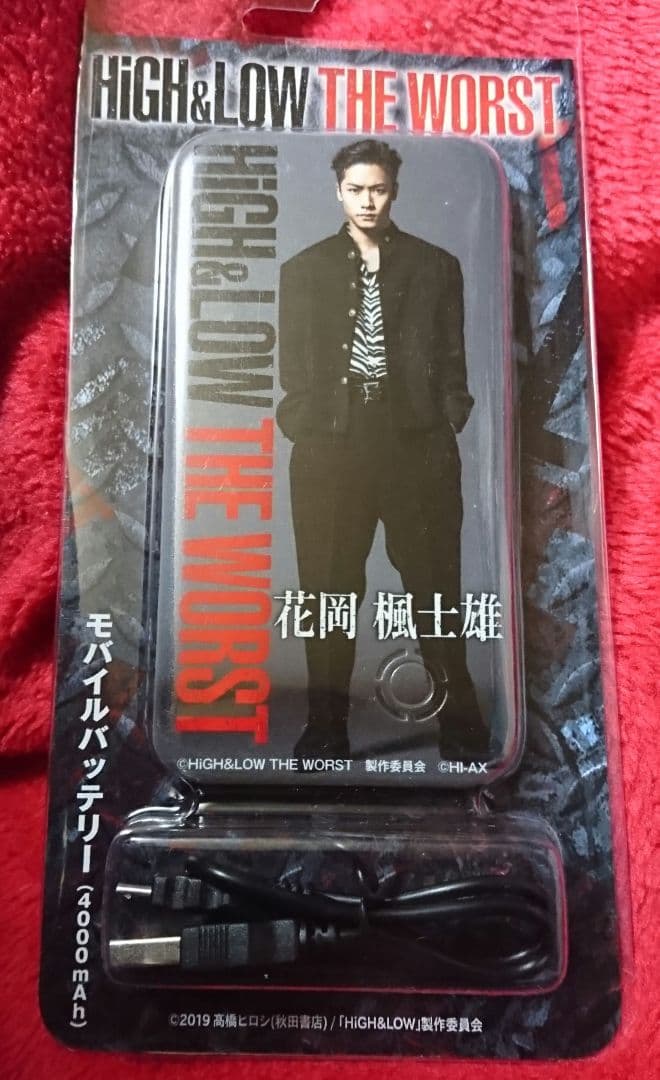 HiGH&LOW THE WORST
HiGH&LOW THE WORST
花岡 楓士雄
©HiGH&LOW THE WORST 製作委員会 ©HI-AX
モバイルバッテリー(4000mAh)
©2019 髙橋ヒロシ(秋田書店) /「HiGH&LOW」製作委員会